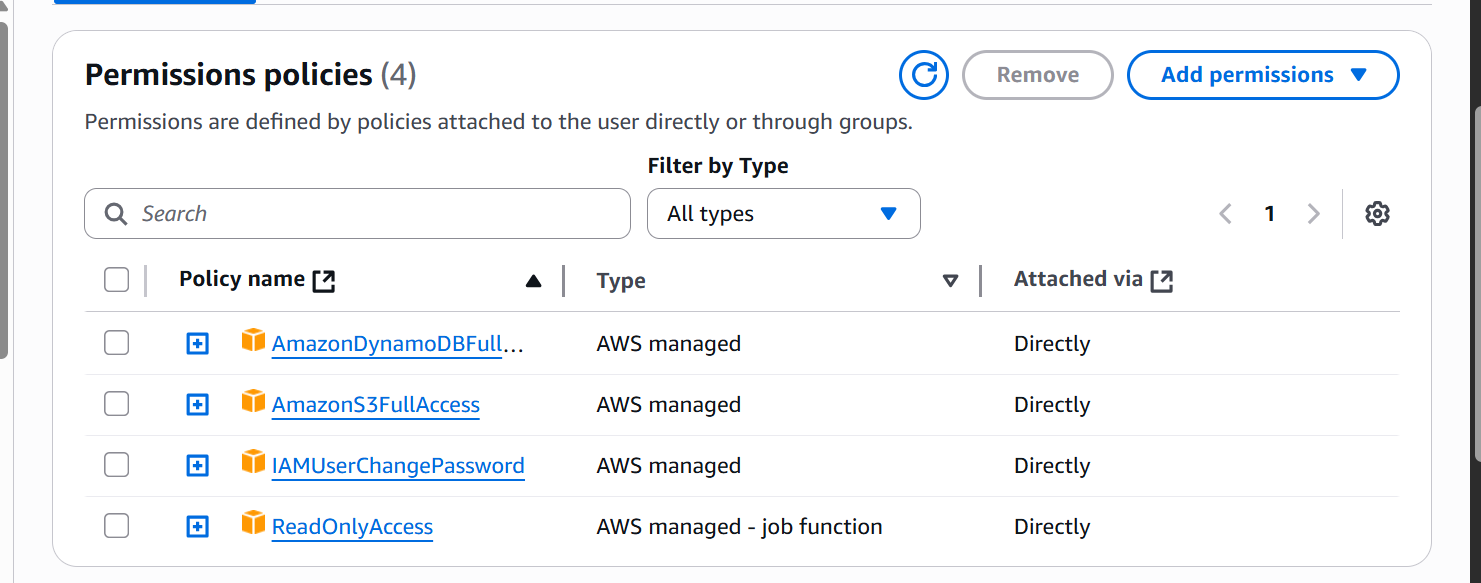 Permissions policies (4)
Remove
Add permissions
Permissions are defined by policies attached to the user directly or through groups.
Filter by Type
Search
All types
1
Policy name Type Attached via
AmazonDynamoDBFull... AWS managed Directly
AmazonS3FullAccess AWS managed Directly
IAMUserChangePassword AWS managed Directly
ReadOnlyAccess AWS managed - job function Directly